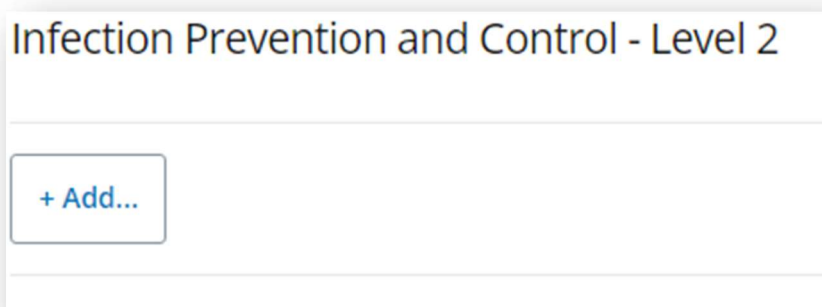 Infection Prevention and Control - Level 2
+ Add...